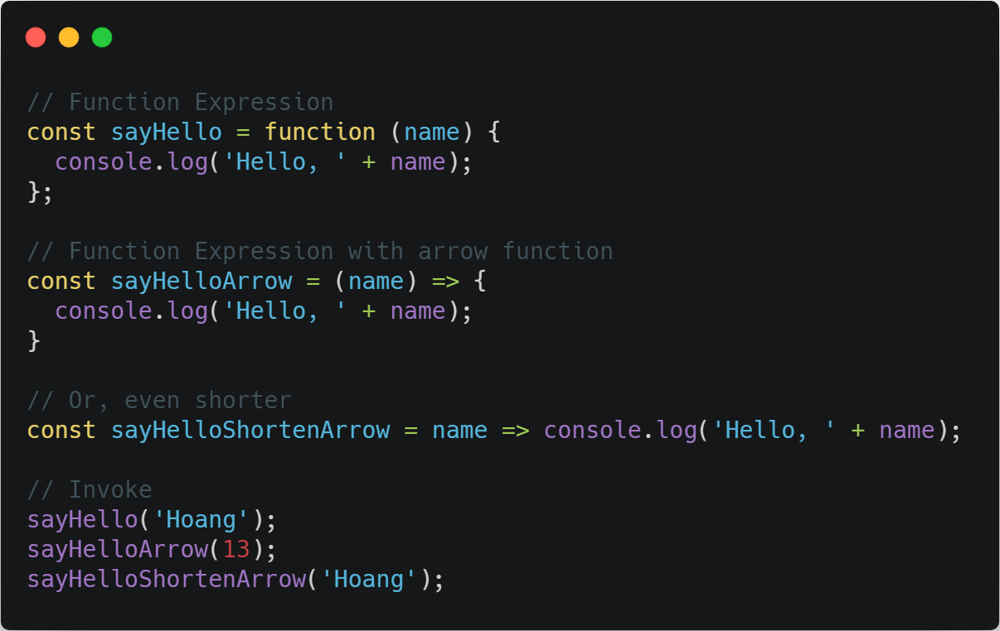 // Function Expression
const sayHello = function (name) {
  console.log('Hello, ' + name);
};

// Function Expression with arrow function
const sayHelloArrow = (name) => {
  console.log('Hello, ' + name);
}

// Or, even shorter
const sayHelloShortenArrow = name => console.log('Hello, ' + name);

// Invoke
sayHello('Hoang');
sayHelloArrow(13);
sayHelloShortenArrow('Hoang');